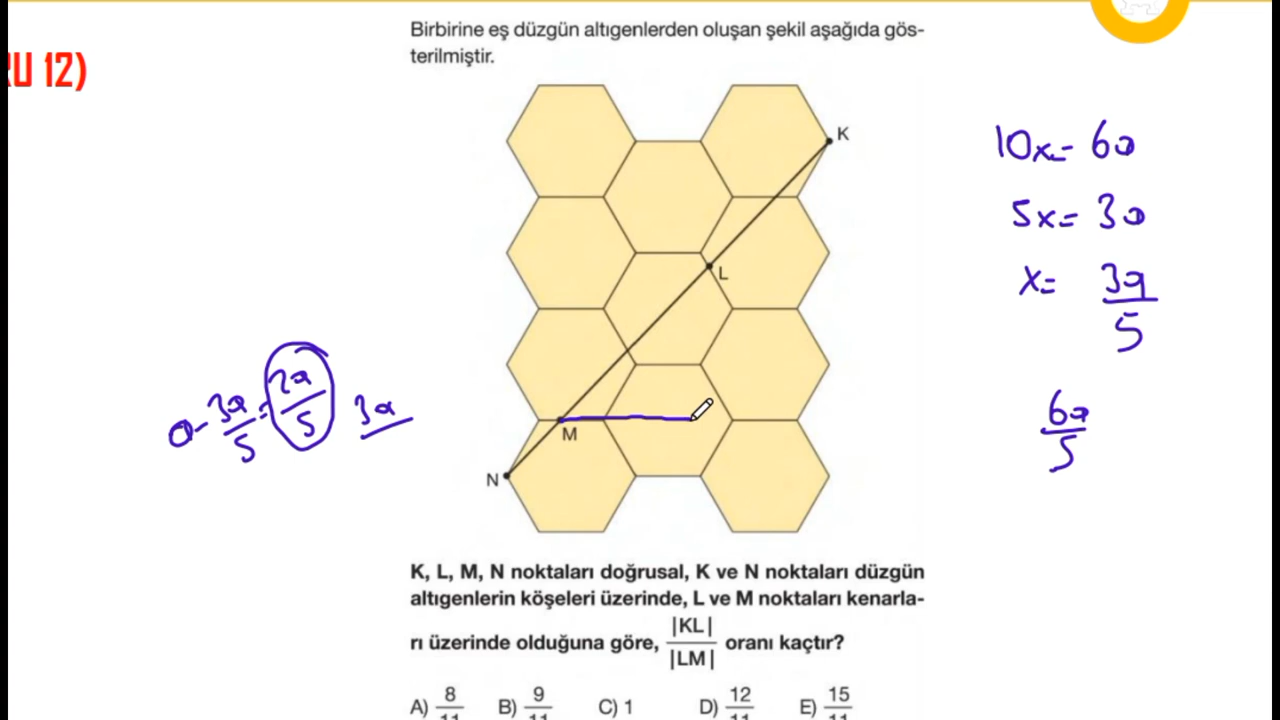 RU 12)
Birbirine eş düzgün altıgenlerden oluşan şekil aşağıda gös-
terilmiştir.
K
L
M
N
10x = 6a
5x = 3a
x = 3a/5
6a/5
a - 3a/5 = 2a/5
3a
K, L, M, N noktaları doğrusal, K ve N noktaları düzgün
altıgenlerin köşeleri üzerinde, L ve M noktaları kenarla-
rı üzerinde olduğuna göre, |KL|/|LM| oranı kaçtır?
A) 8/11 B) 9/11 C) 1 D) 12/11 E) 15/11